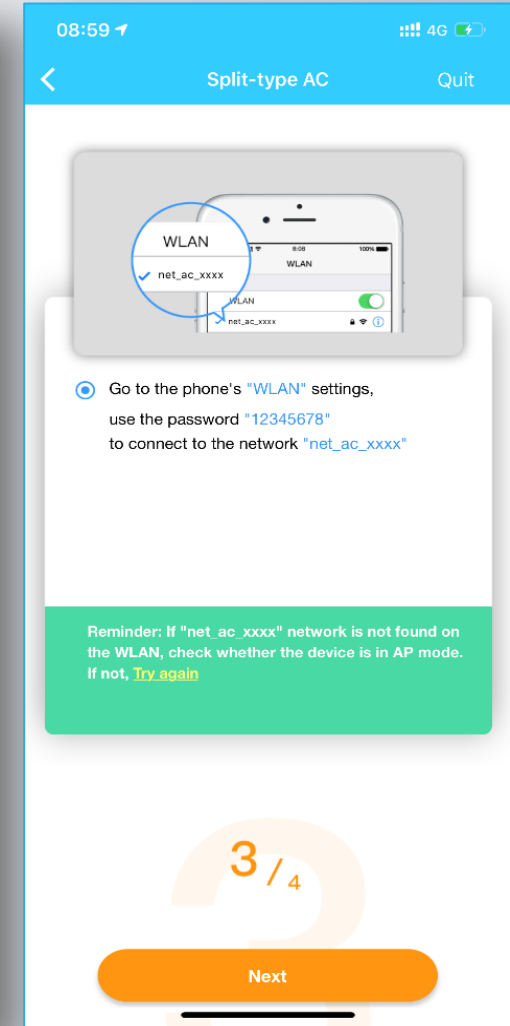 08:59 4G
Split-type AC Quit
WLAN
net_ac_xxxx
8:08 100%
WLAN
WLAN
net_ac_xxxx
Go to the phone's "WLAN" settings,
use the password "12345678"
to connect to the network "net_ac_xxxx"
Reminder: If "net_ac_xxxx" network is not found on
the WLAN, check whether the device is in AP mode.
If not, Try again
3/4
Next